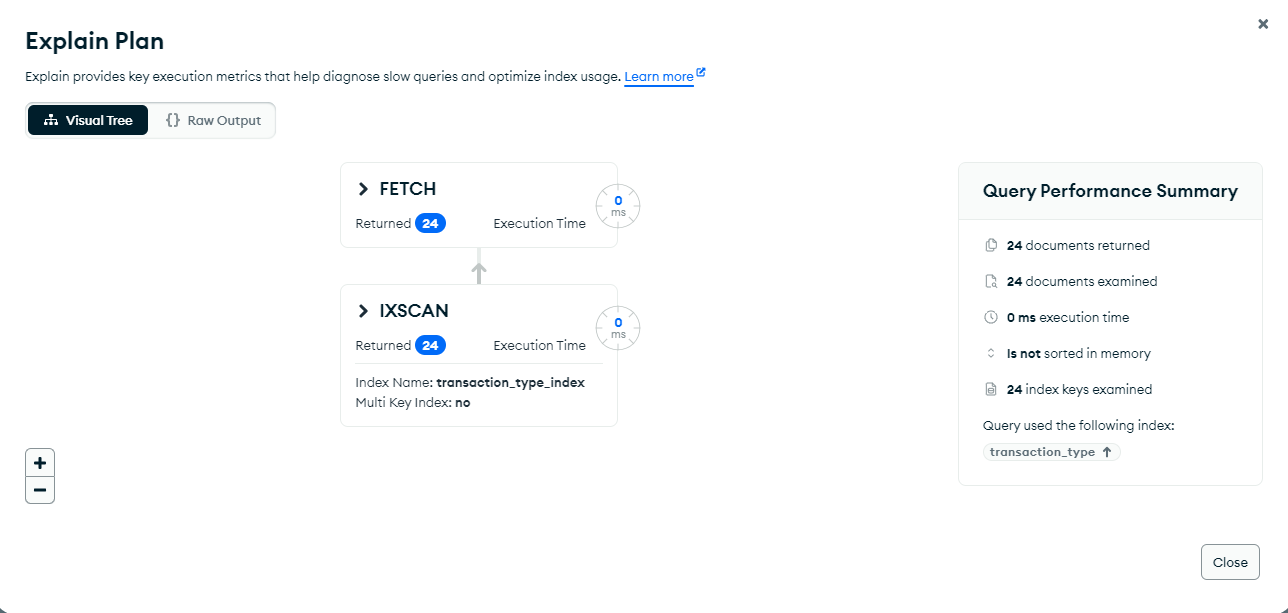 Explain Plan
Explain provides key execution metrics that help diagnose slow queries and optimize index usage. Learn more
Visual Tree
{} Raw Output
FETCH
Returned 24 Execution Time
0
ms
IXSCAN
Returned 24 Execution Time
0
ms
Index Name: transaction_type_index
Multi Key Index: no
Query Performance Summary
24 documents returned
24 documents examined
0 ms execution time
Is not sorted in memory
24 index keys examined
Query used the following index:
transaction_type ↑
Close